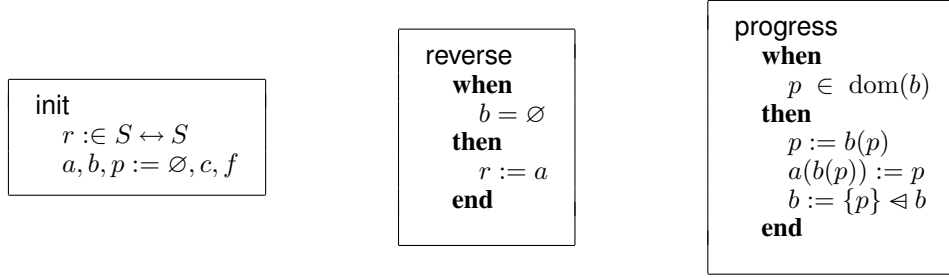 init
r :∈ S ↔ S
a, b, p := ∅, c, f
reverse
when
b = ∅
then
r := a
end
progress
when
p ∈ dom(b)
then
p := b(p)
a(b(p)) := p
b := {p} ⩤ b
end